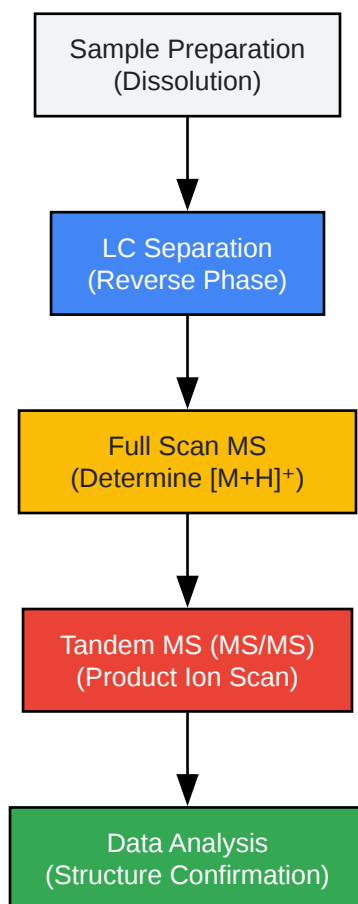 Sample Preparation
(Dissolution)
LC Separation
(Reverse Phase)
Full Scan MS
(Determine [M+H]⁺)
Tandem MS (MS/MS)
(Product Ion Scan)
Data Analysis
(Structure Confirmation)